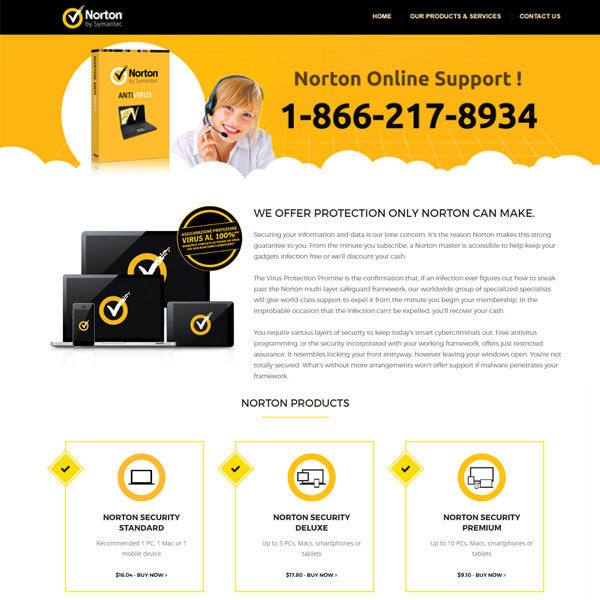 Norton
by Symantec
HOME
OUR PRODUCTS & SERVICES
CONTACT US
Norton
by Symantec
ANTIVIRUS
Norton Online Support !
1-866-217-8934
ASSICURAZIONE PROTEZIONE
VIRUS AL 100%**
WE OFFER PROTECTION ONLY NORTON CAN MAKE.
Securing your information and data is our lone concern. It's the reason Norton makes this strong
guarantee to you: From the minute you subscribe, a Norton master is accessible to help keep your
gadgets infection free or we'll discount your cash.
The Virus Protection Promise is the confirmation that, if an infection ever figures out how to sneak
past the Norton multi-layer safeguard framework, our worldwide group of specialized specialists
will give world-class support to expel it from the minute you begin your membership. In the
improbable occasion that the infection can't be expelled, you'll recover your cash.
You require various layers of security to keep today's smart cybercriminals out. Free antivirus
programming, or the security incorporated with your working framework, offers just restricted
assurance. It resembles locking your front entryway, however leaving your windows open. You're not
totally secured. What's without more arrangements won't offer support if malware penetrates your
framework.
NORTON PRODUCTS
NORTON SECURITY
STANDARD
Recommended 1 PC, 1 Mac or 1
mobile device
$16.04 - BUY NOW >
NORTON SECURITY
DELUXE
Up to 5 PCs, Macs, smartphones or
tablets
$17.80 - BUY NOW >
NORTON SECURITY
PREMIUM
Up to 10 PCs, Macs, smartphones or
tablets
$9.10 - BUY NOW >